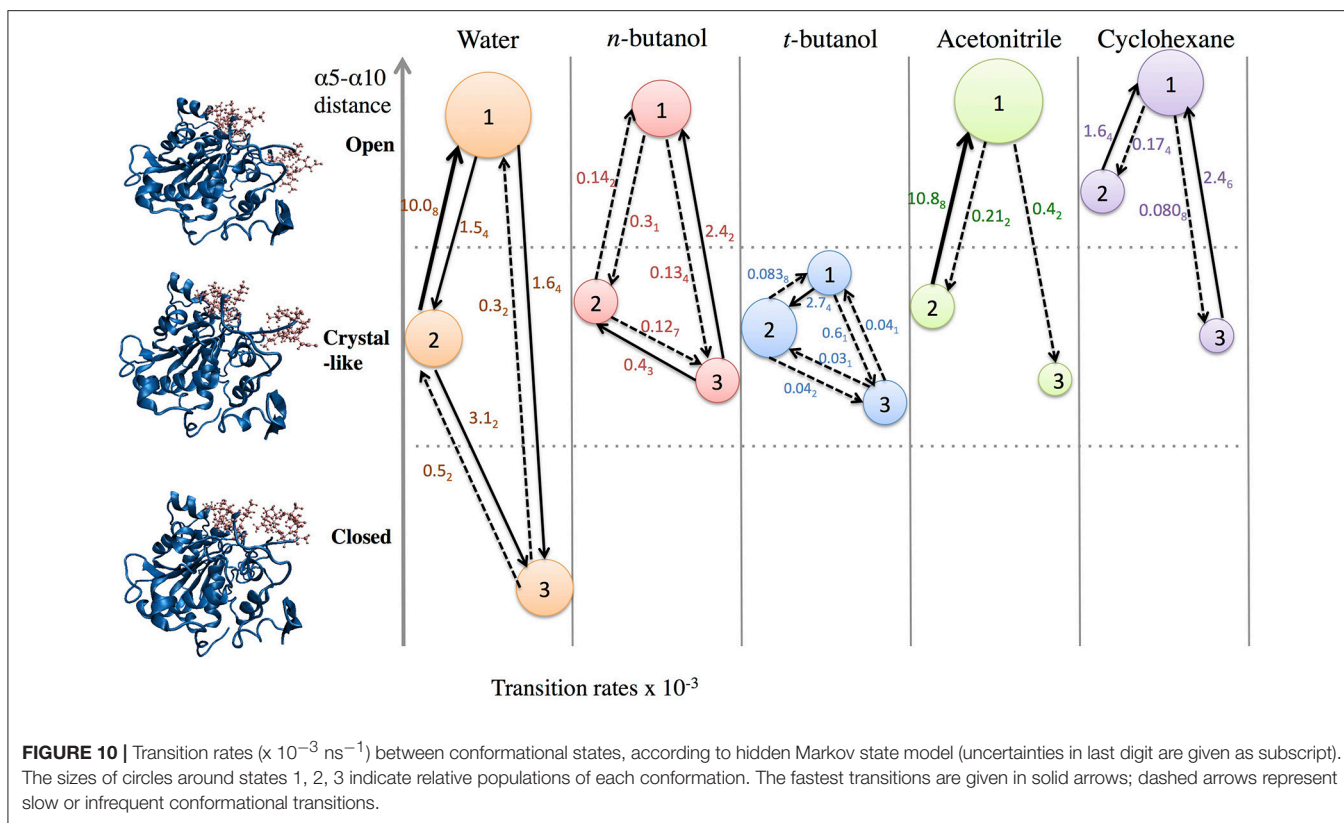 Water
n-butanol
t-butanol
Acetonitrile
Cyclohexane
α5-α10
distance
Open
Crystal
-like
Closed
1
10.0₈
1.5₄
0.3₂
1.6₄
2
3.1₂
0.5₂
3
1
0.14₂
0.3₁
2.4₂
0.13₄
2
0.12₇
0.4₃
3
1
0.083₈
2.7₄
2
0.6₁
0.04₁
0.03₁
0.04₂
3
1
10.8₈
0.21₂
0.4₂
2
3
1
1.6₄
0.17₄
2
2.4₆
0.080₈
3
Transition rates x 10⁻³
FIGURE 10 | Transition rates (x 10⁻³ ns⁻¹) between conformational states, according to hidden Markov state model (uncertainties in last digit are given as subscript).
The sizes of circles around states 1, 2, 3 indicate relative populations of each conformation. The fastest transitions are given in solid arrows; dashed arrows represent
slow or infrequent conformational transitions.